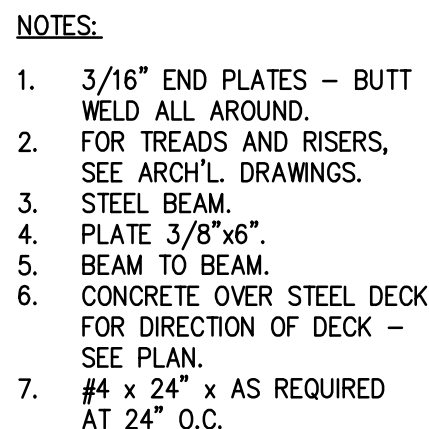 NOTES:
1. 3/16" END PLATES – BUTT
WELD ALL AROUND.
2. FOR TREADS AND RISERS,
SEE ARCH'L. DRAWINGS.
3. STEEL BEAM.
4. PLATE 3/8"x6".
5. BEAM TO BEAM.
6. CONCRETE OVER STEEL DECK
FOR DIRECTION OF DECK –
SEE PLAN.
7. #4 x 24" x AS REQUIRED
AT 24" O.C.